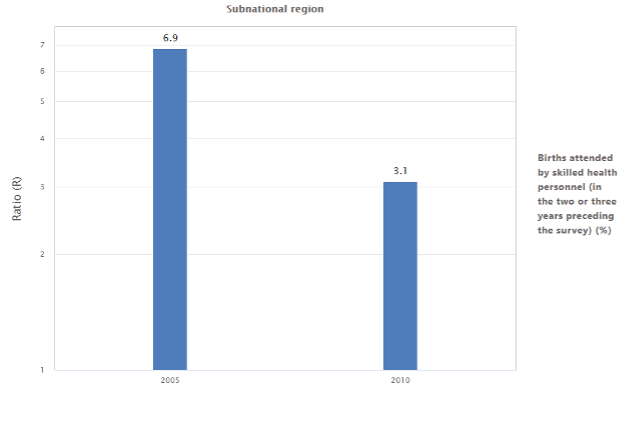 Subnational region
7
6.9
6
5
4
3.1
3
2
1
Ratio (R)
2005
2010
Births attended
by skilled health
personnel (in
the two or three
years preceding
the survey) (%)